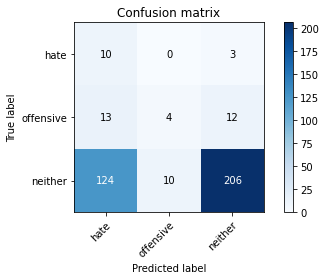 Confusion matrix
hate 10 0 3
offensive 13 4 12
neither 124 10 206
hate offensive neither
True label
Predicted label
200
175
150
125
100
75
50
25
0